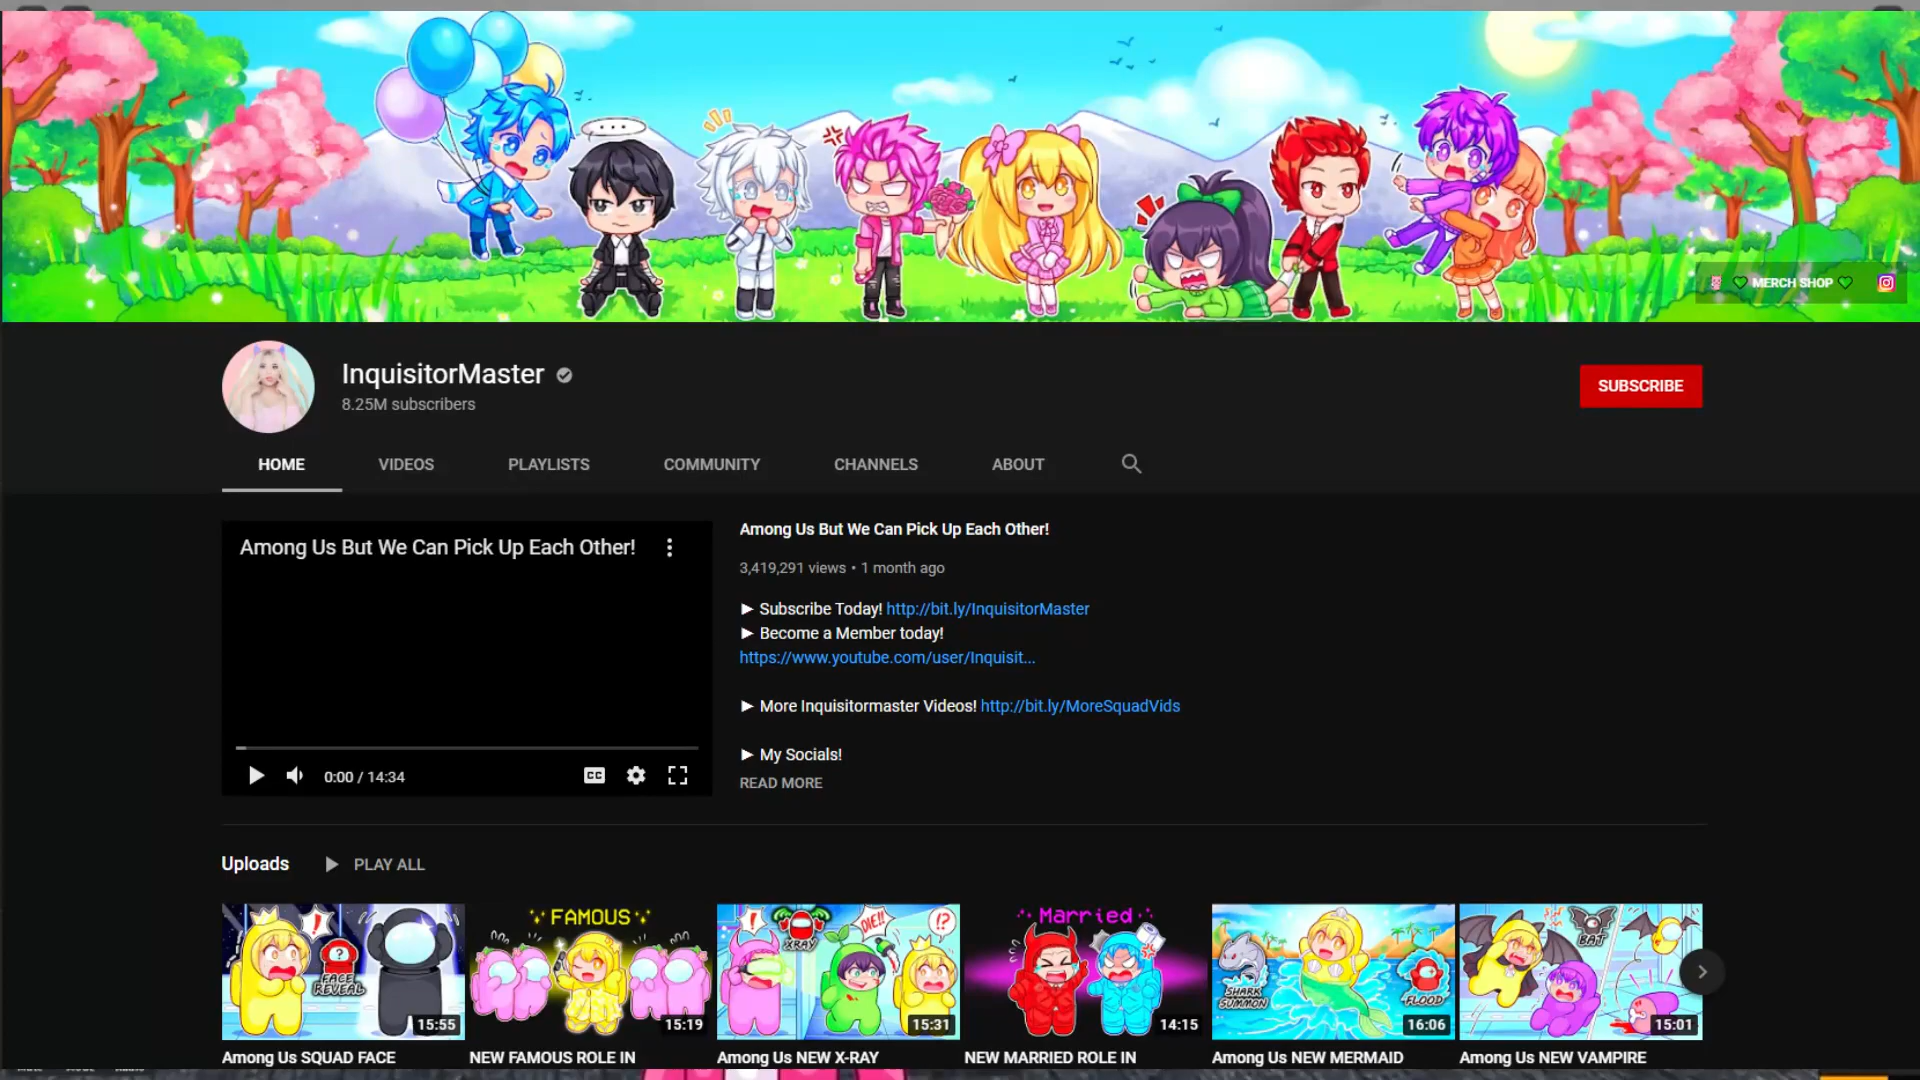 ...
MERCH SHOP
InquisitorMaster
8.25M subscribers
SUBSCRIBE
HOME
VIDEOS
PLAYLISTS
COMMUNITY
CHANNELS
ABOUT
Among Us But We Can Pick Up Each Other!
0:00 / 14:34
CC
Among Us But We Can Pick Up Each Other!
3,419,291 views • 1 month ago
► Subscribe Today! http://bit.ly/InquisitorMaster
► Become a Member today!
https://www.youtube.com/user/Inquisit...
► More Inquisitormaster Videos! http://bit.ly/MoreSquadVids
► My Socials!
READ MORE
Uploads
PLAY ALL
!
?
FACE
REVEAL
15:55
Among Us SQUAD FACE
FAMOUS
15:19
NEW FAMOUS ROLE IN
!
XRAY
DIE!!
!?
15:31
Among Us NEW X-RAY
Married
14:15
NEW MARRIED ROLE IN
SHARK
SUMMON
FLOOD
16:06
Among Us NEW MERMAID
BAT
15:01
Among Us NEW VAMPIRE